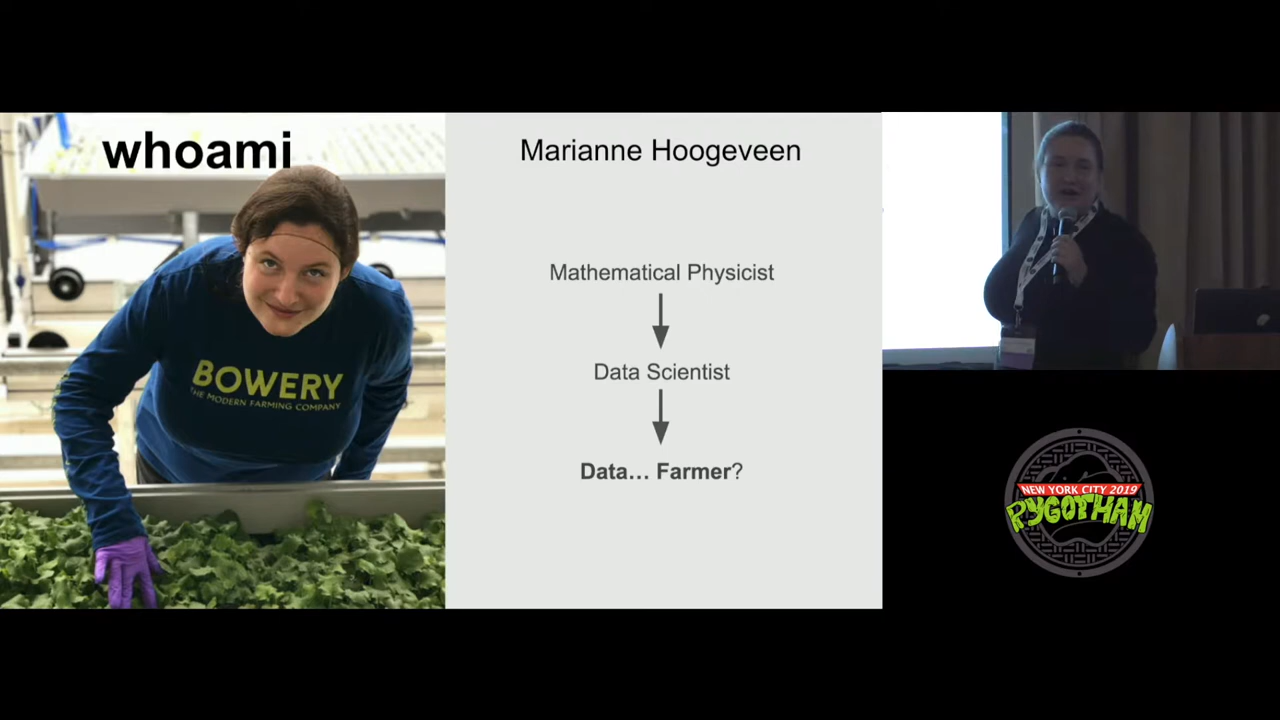 whoami
BOWERY
THE MODERN FARMING COMPANY
Marianne Hoogeveen
Mathematical Physicist
Data Scientist
Data... Farmer?
NEW YORK CITY 2019
PYGOTHAM